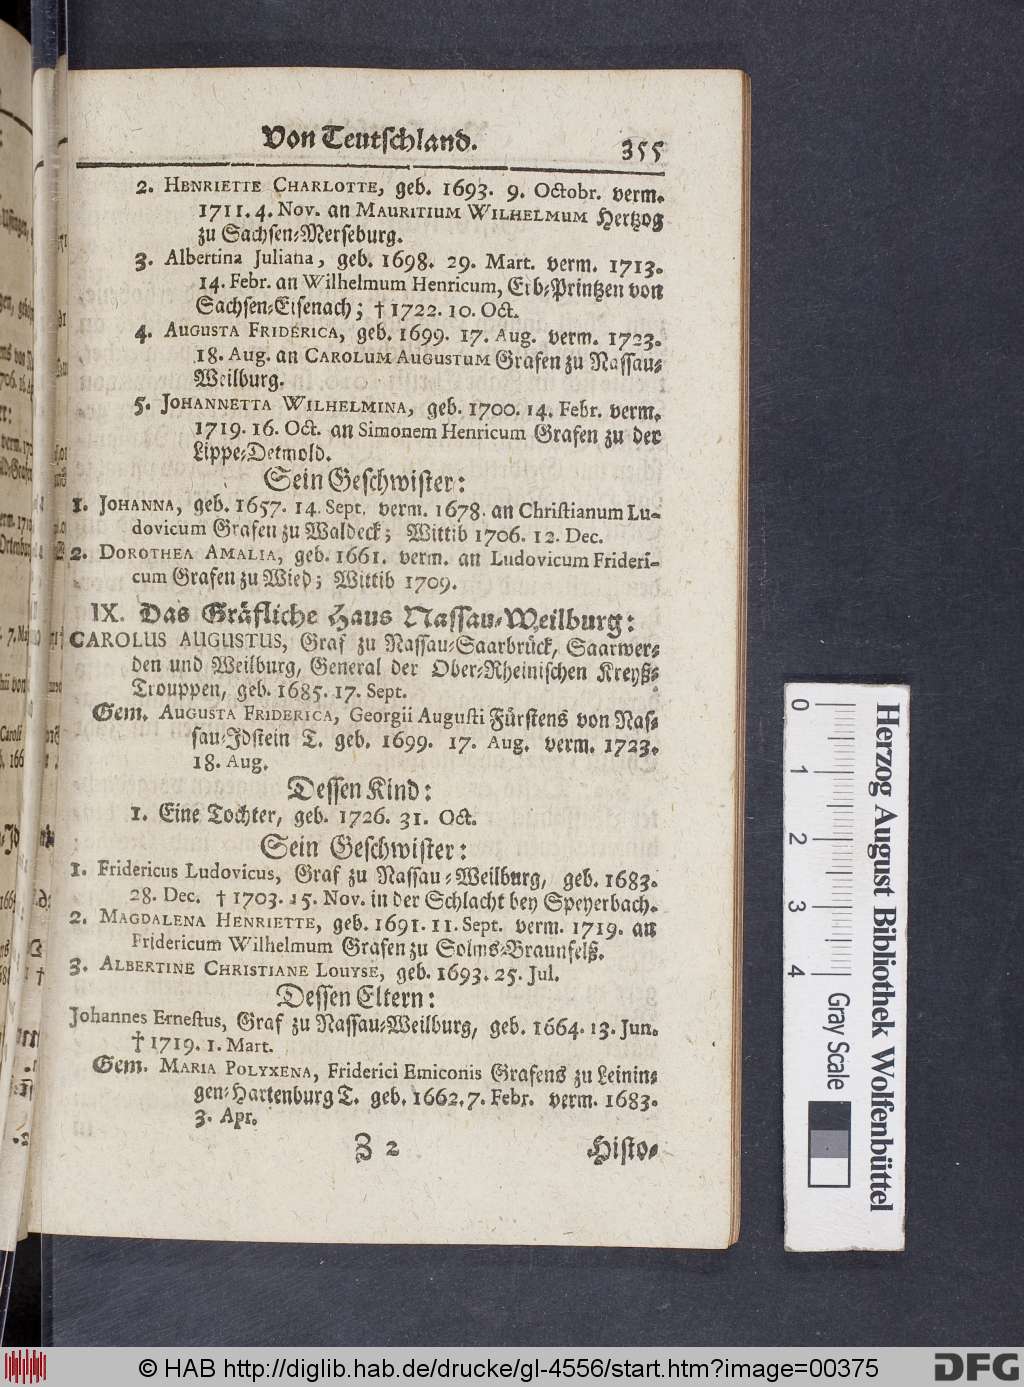 Von Teutschland.
355
2. HENRIETTE CHARLOTTE, geb. 1693. 9. Octobr. verm.
1711. 4. Nov. an MAURITIUM WILHELMUM Hertzog
zu Sachsen-Merseburg.
3. Albertina Juliana, geb. 1698. 29. Mart. verm. 1713.
14. Febr. an Wilhelmum Henricum, Erb-Printzen von
Sachsen-Eisenach; † 1722. 10. Oct.
4. AUGUSTA FRIDERICA, geb. 1699. 17. Aug. verm. 1723.
18. Aug. an CAROLUM AUGUSTUM Grafen zu Nassau-
Weilburg.
5. JOHANNETTA WILHELMINA, geb. 1700. 14. Febr. verm.
1719. 16. Oct. an Simonem Henricum Grafen zu der
Lippe-Detmold.
Sein Geschwister:
1. JOHANNA, geb. 1657. 14. Sept. verm. 1678. an Christianum Lu-
dovicum Grafen zu Waldeck; Wittib 1706. 12. Dec.
2. DOROTHEA AMALIA, geb. 1661. verm. an Ludovicum Frideri-
cum Grafen zu Wied; Wittib 1709.
IX. Das Gräfliche Haus Nassau-Weilburg:
CAROLUS AUGUSTUS, Graf zu Nassau-Saarbrück, Saarwer-
den und Weilburg, General der Ober-Rheinischen Kreyß-
Trouppen, geb. 1685. 17. Sept.
Gem. AUGUSTA FRIDERICA, Georgii Augusti Fürstens von Nas-
sau-Idstein T. geb. 1699. 17. Aug. verm. 1723.
18. Aug.
Dessen Kind:
1. Eine Tochter, geb. 1726. 31. Oct.
Sein Geschwister:
1. Fridericus Ludovicus, Graf zu Nassau-Weilburg, geb. 1683.
28. Dec. † 1703. 15. Nov. in der Schlacht bey Speyerbach.
2. MAGDALENA HENRIETTE, geb. 1691. 11. Sept. verm. 1719. an
Fridericum Wilhelmum Grafen zu Solms-Braunfelß.
3. ALBERTINE CHRISTIANE LOUYSE, geb. 1693. 25. Jul.
Dessen Eltern:
Johannes Ernestus, Graf zu Nassau-Weilburg, geb. 1664. 13. Jun.
† 1719. 1. Mart.
Gem. MARIA POLYXENA, Friderici Emiconis Grafens zu Leinin-
gen-Hartenburg T. geb. 1662. 7. Febr. verm. 1683.
3. Apr.
Z 2
Histo-
0 1 2 3 4
Gray Scale
Herzog August Bibliothek Wolfenbüttel
© HAB http://diglib.hab.de/drucke/gl-4556/start.htm?image=00375
DFG